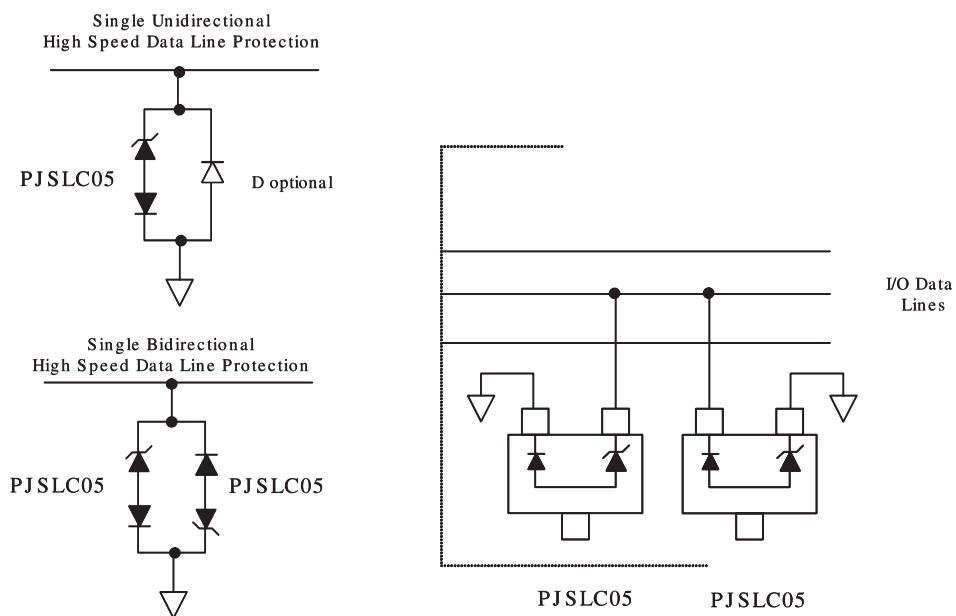 Single Unidirectional
High Speed Data Line Protection
PJSLC05
D optional
I/O Data
Lines
Single Bidirectional
High Speed Data Line Protection
PJSLC05
PJSLC05
PJSLC05
PJSLC05